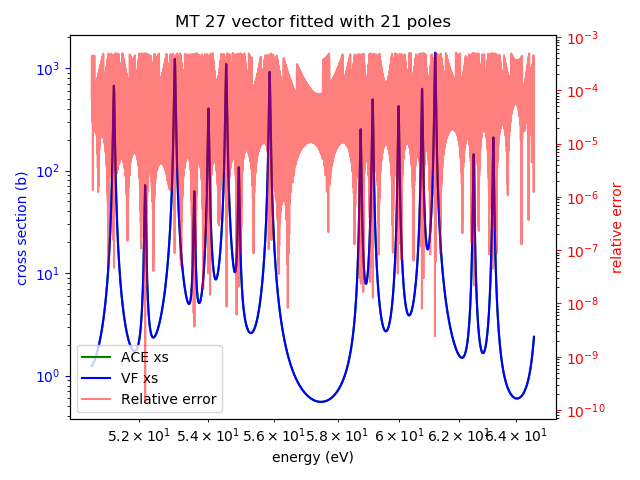 MT 27 vector fitted with 21 poles
10³
10²
10¹
10⁰
cross section (b)
10⁻³
10⁻⁴
10⁻⁵
10⁻⁶
10⁻⁷
10⁻⁸
10⁻⁹
10⁻¹⁰
relative error
ACE xs
VF xs
Relative error
5.2 × 10¹ 5.4 × 10¹ 5.6 × 10¹ 5.8 × 10¹ 6 × 10¹ 6.2 × 10¹ 6.4 × 10¹
energy (eV)